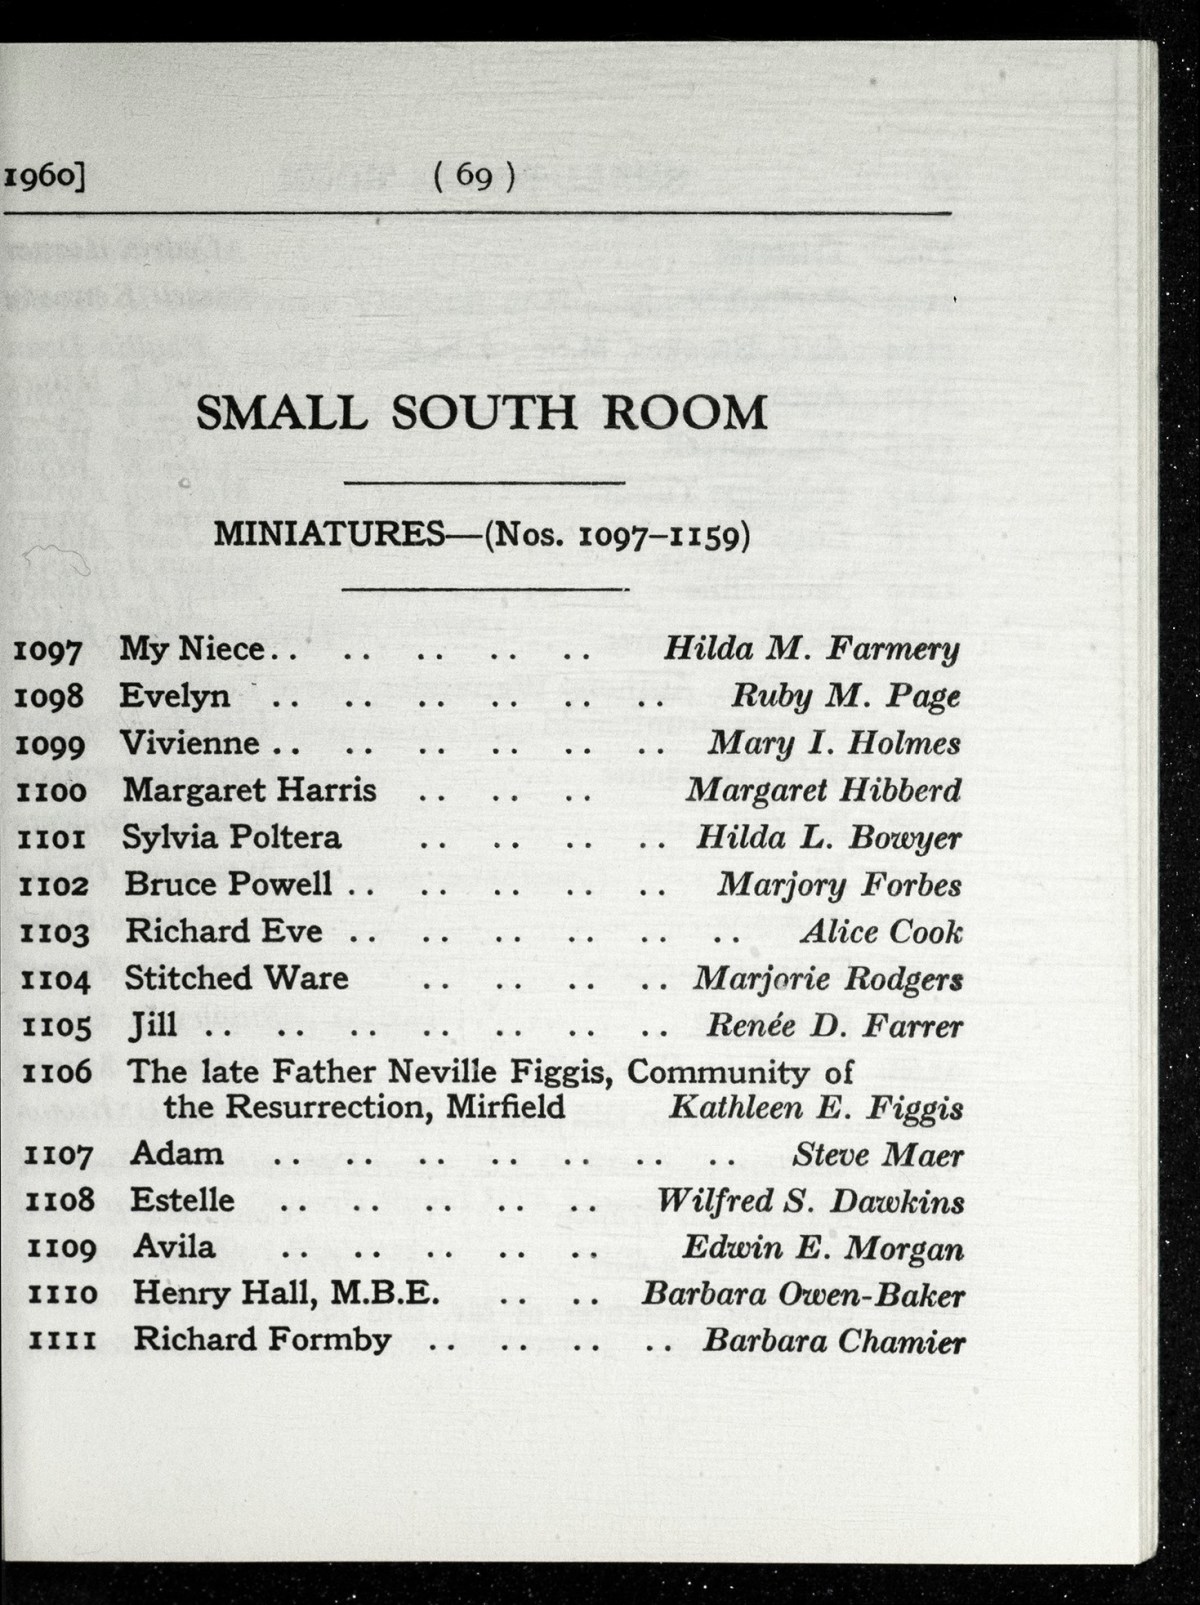 1960] ( 69 )
SMALL SOUTH ROOM
MINIATURES—(Nos. 1097–1159)
1097 My Niece.. .. .. .. .. Hilda M. Farmery
1098 Evelyn .. .. .. .. .. .. Ruby M. Page
1099 Vivienne .. .. .. .. .. .. Mary I. Holmes
1100 Margaret Harris .. .. .. Margaret Hibberd
1101 Sylvia Poltera .. .. .. .. Hilda L. Bowyer
1102 Bruce Powell .. .. .. .. .. Marjory Forbes
1103 Richard Eve .. .. .. .. .. .. Alice Cook
1104 Stitched Ware .. .. .. .. Marjorie Rodgers
1105 Jill .. .. .. .. .. .. .. Renée D. Farrer
1106 The late Father Neville Figgis, Community of
the Resurrection, Mirfield Kathleen E. Figgis
1107 Adam .. .. .. .. .. .. .. Steve Maer
1108 Estelle .. .. .. .. .. Wilfred S. Dawkins
1109 Avila .. .. .. .. .. Edwin E. Morgan
1110 Henry Hall, M.B.E. .. .. Barbara Owen-Baker
1111 Richard Formby .. .. .. .. Barbara Chamier